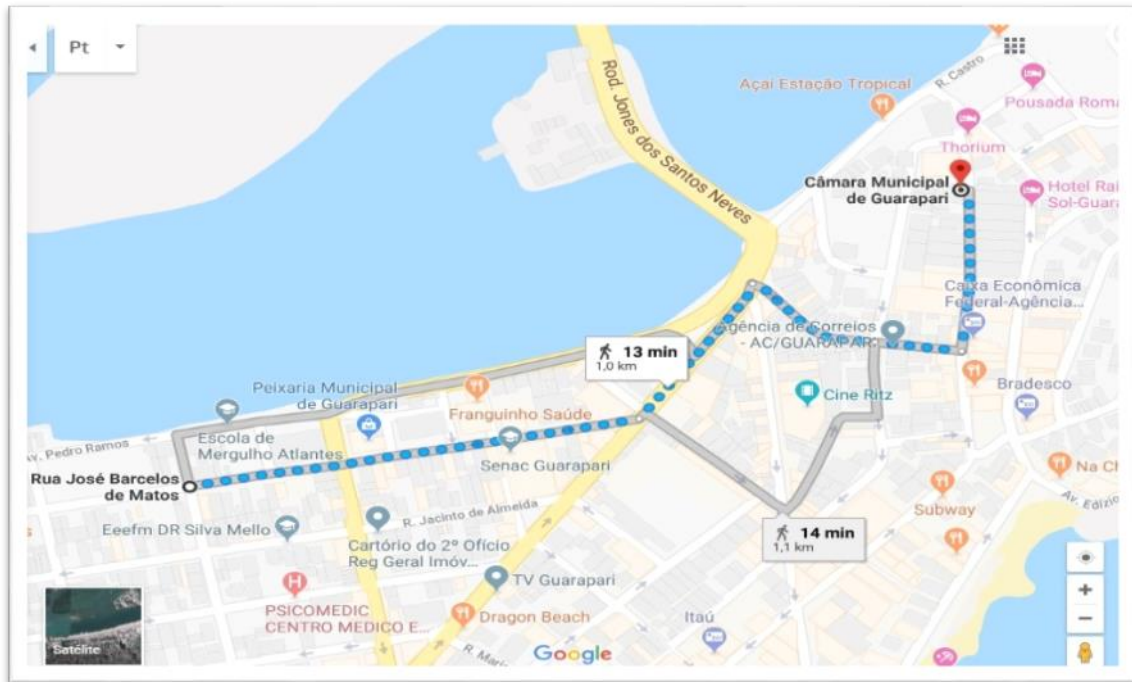 Pt
R. Castro
Açaí Estação Tropical
Pousada Roma
Rod. Jones dos Santos Neves
Thorium
Câmara Municipal
de Guarapari
Hotel Rai
Sol-Guara
Caixa Econômica
Federal-Agência...
Agência de Correios
- AC/GUARAPARI
13 min
1,0 km
Peixaria Municipal
de Guarapari
Cine Ritz
Bradesco
Franguinho Saúde
Escola de
Mergulho Atlantes
Av. Pedro Ramos
Senac Guarapari
Na Ch
Rua José Barcelos
de Matos
Av. Edízio
Subway
R. Jacinto de Almeida
Eeefm DR Silva Mello
14 min
1,1 km
Cartório do 2º Ofício
Reg Geral Imóv...
TV Guarapari
PSICOMEDIC
CENTRO MEDICO E...
Dragon Beach
Itaú
Satélite
Google